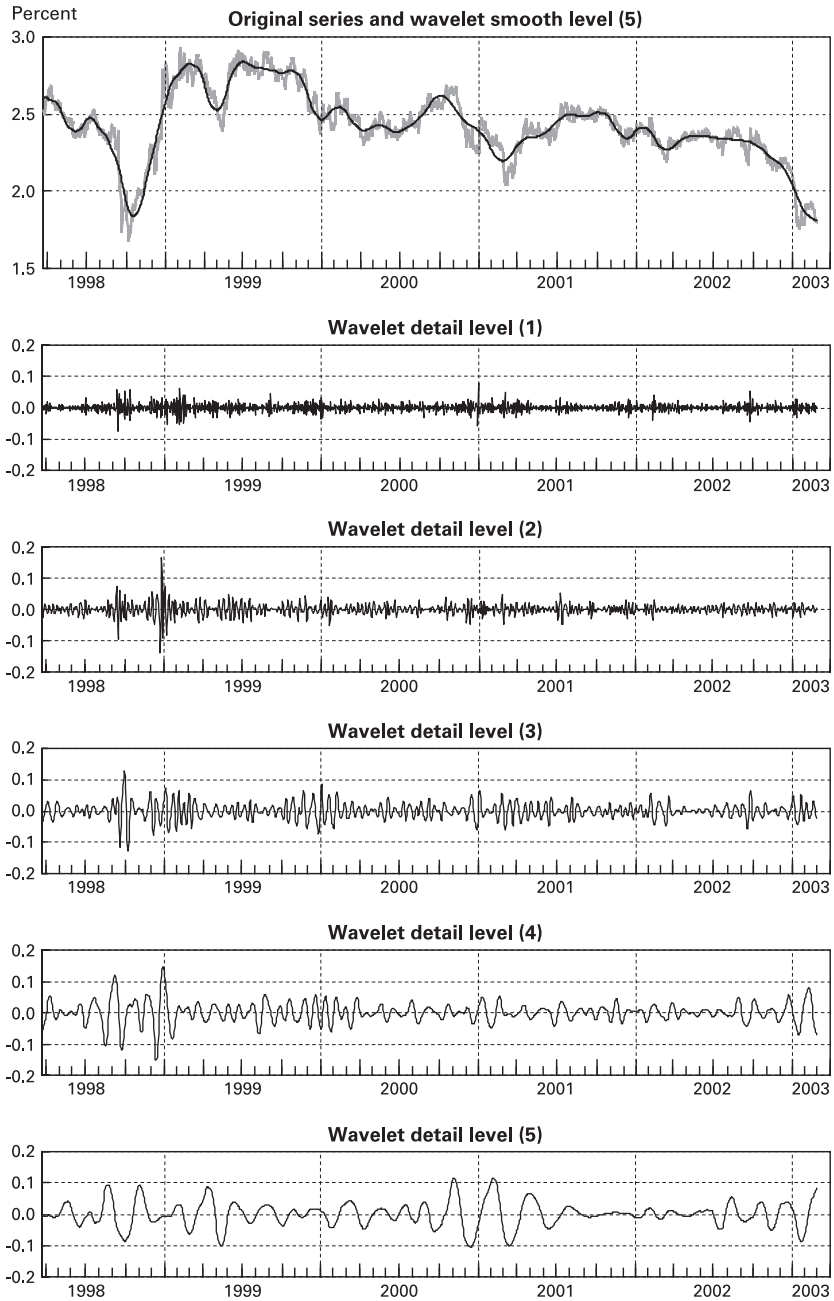 Percent
Original series and wavelet smooth level (5)
3.0
2.5
2.0
1.5
1998 1999 2000 2001 2002 2003
Wavelet detail level (1)
0.2
0.1
0.0
-0.1
-0.2
1998 1999 2000 2001 2002 2003
Wavelet detail level (2)
0.2
0.1
0.0
-0.1
-0.2
1998 1999 2000 2001 2002 2003
Wavelet detail level (3)
0.2
0.1
0.0
-0.1
-0.2
1998 1999 2000 2001 2002 2003
Wavelet detail level (4)
0.2
0.1
0.0
-0.1
-0.2
1998 1999 2000 2001 2002 2003
Wavelet detail level (5)
0.2
0.1
0.0
-0.1
-0.2
1998 1999 2000 2001 2002 2003